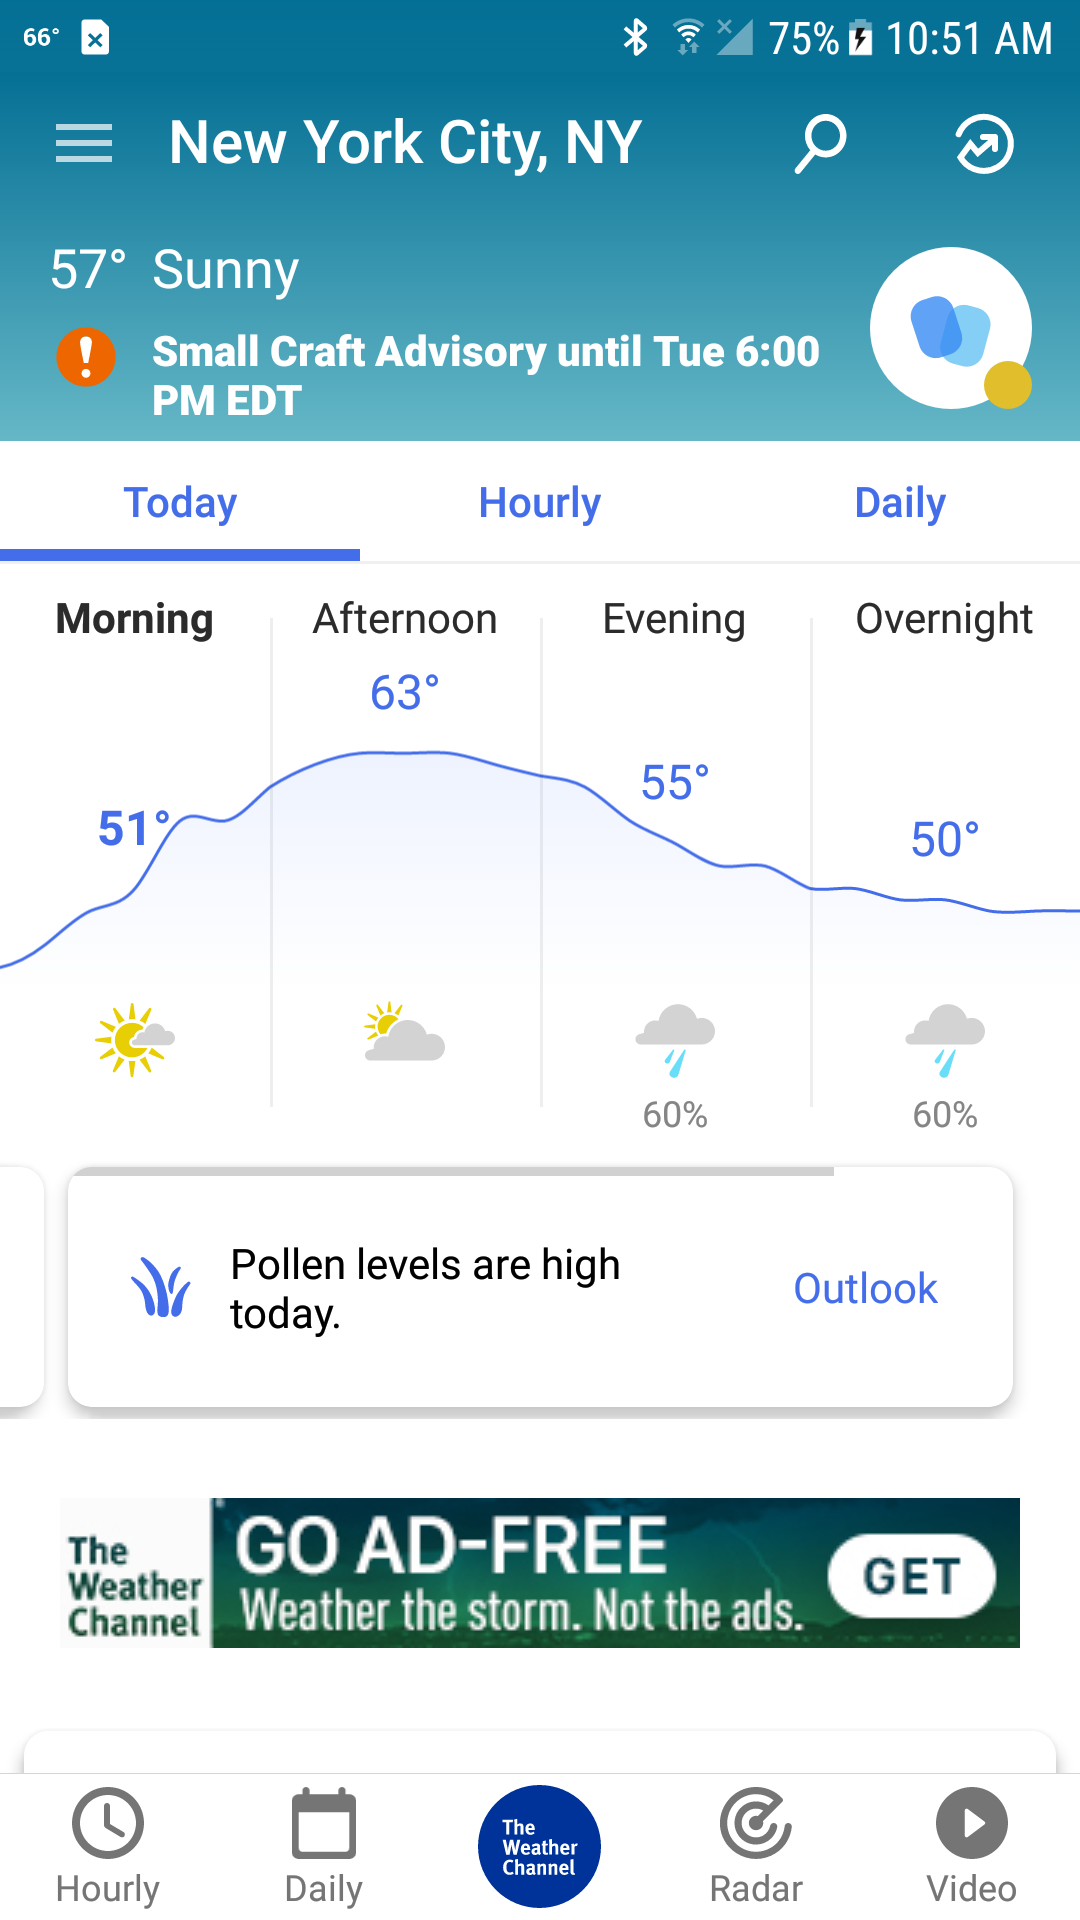 66° 75% 10:51 AM
New York City, NY
57° Sunny
Small Craft Advisory until Tue 6:00
PM EDT
Today Hourly Daily
Morning Afternoon Evening Overnight
63°
55°
51°
50°
60% 60%
Pollen levels are high
today.
Outlook
The
Weather
Channel
GO AD-FREE
Weather the storm. Not the ads.
GET
Hourly
Daily
The
Weather
Channel
Radar
Video